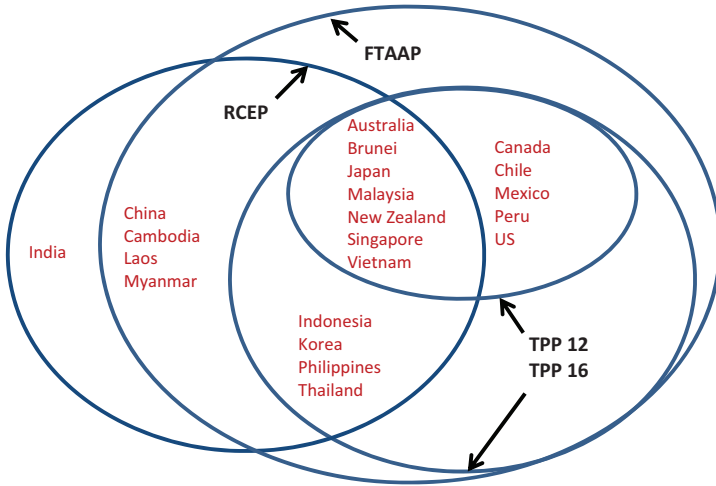 FTAAP
RCEP
Australia
Brunei
Japan
Malaysia
New Zealand
Singapore
Vietnam
Canada
Chile
Mexico
Peru
US
India
China
Cambodia
Laos
Myanmar
Indonesia
Korea
Philippines
Thailand
TPP 12
TPP 16